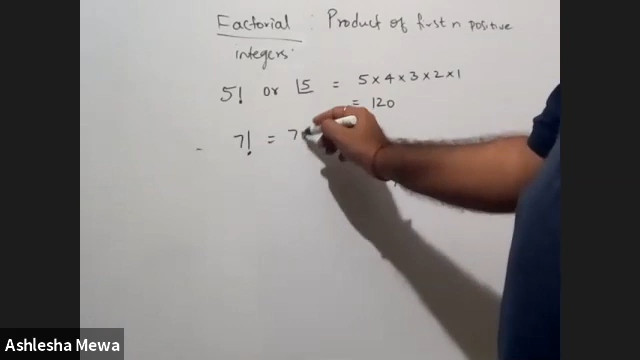 Factorial : Product of first n positive
integers.
5! or |5 = 5 × 4 × 3 × 2 × 1
= 120
7! = 7
Ashlesha Mewa